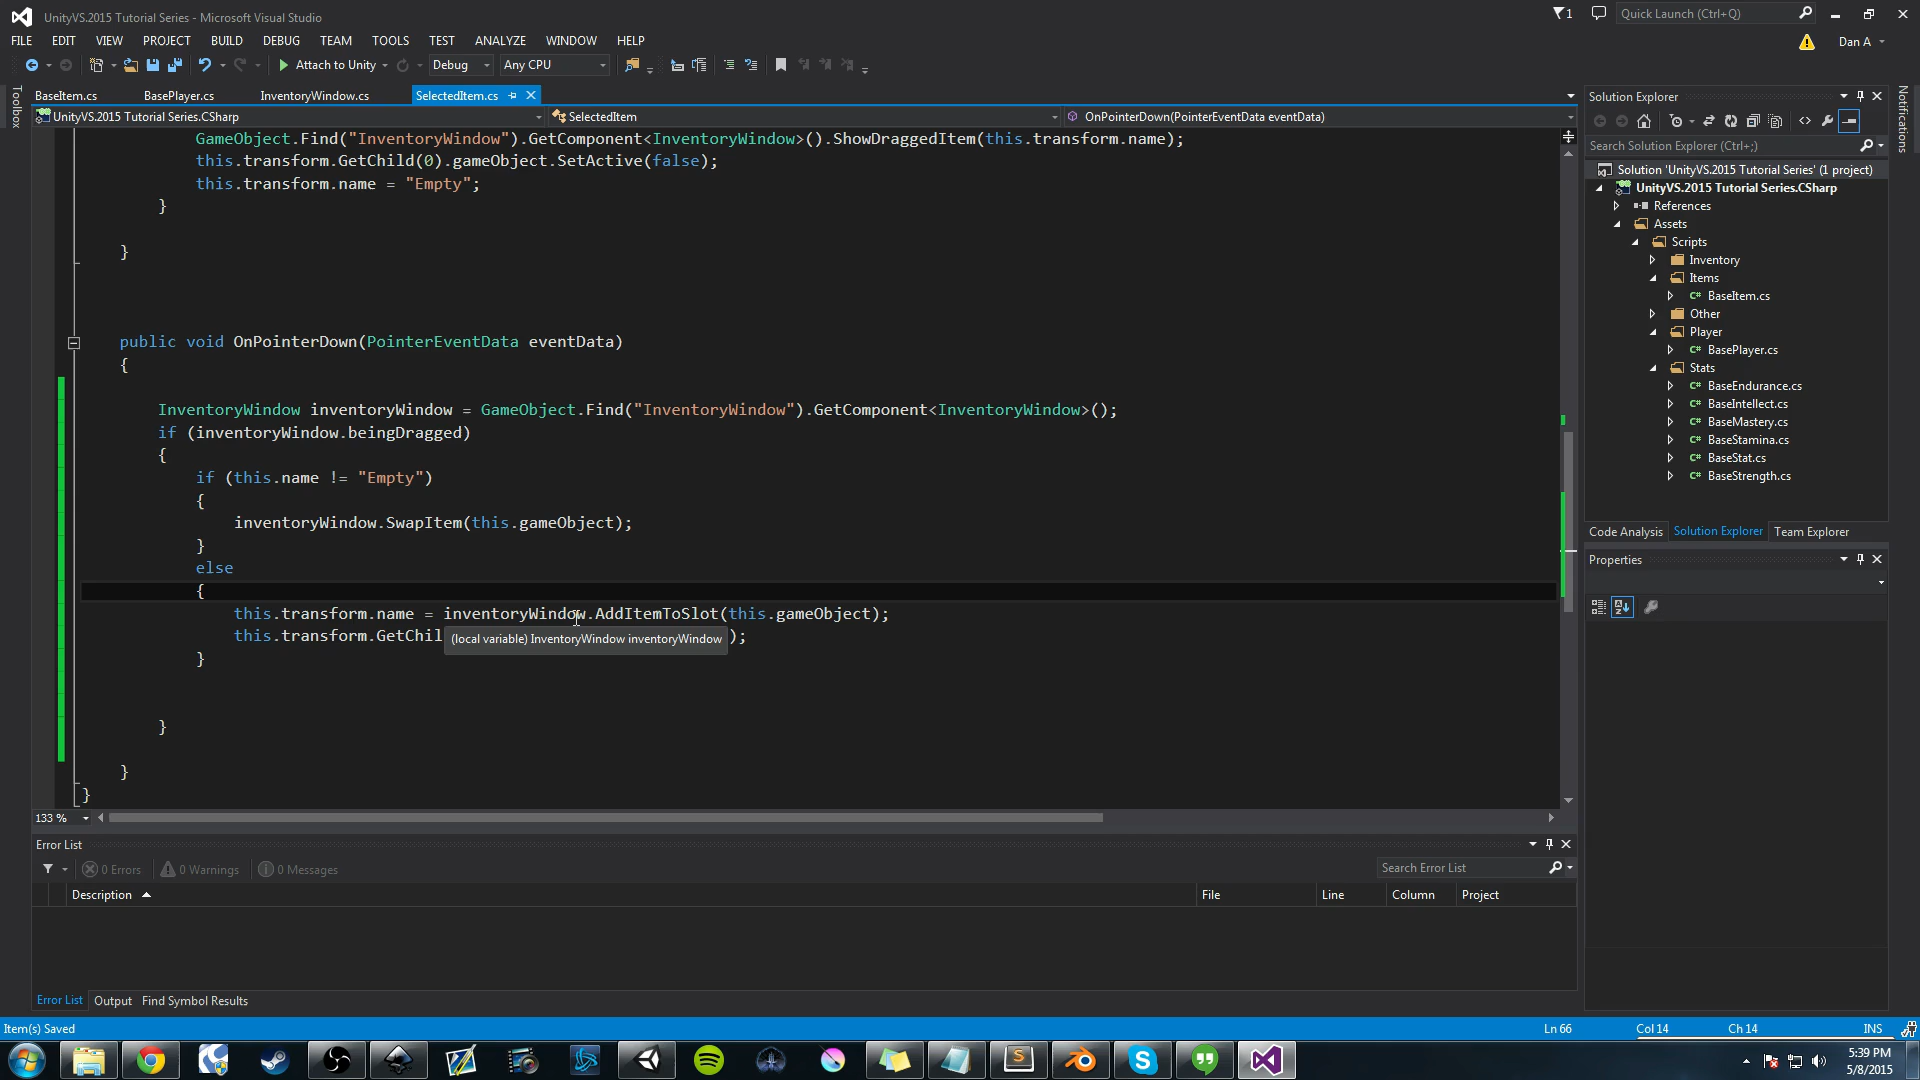 UnityVS.2015 Tutorial Series - Microsoft Visual Studio
1
Quick Launch (Ctrl+Q)
FILE EDIT VIEW PROJECT BUILD DEBUG TEAM TOOLS TEST ANALYZE WINDOW HELP
Dan A
Attach to Unity
Debug
Any CPU
Toolbox
BaseItem.cs BasePlayer.cs InventoryWindow.cs SelectedItem.cs
UnityVS.2015 Tutorial Series.CSharp
SelectedItem
OnPointerDown(PointerEventData eventData)
GameObject.Find("InventoryWindow").GetComponent<InventoryWindow>().ShowDraggedItem(this.transform.name);
this.transform.GetChild(0).gameObject.SetActive(false);
this.transform.name = "Empty";
}
}
public void OnPointerDown(PointerEventData eventData)
{
InventoryWindow inventoryWindow = GameObject.Find("InventoryWindow").GetComponent<InventoryWindow>();
if (inventoryWindow.beingDragged)
{
if (this.name != "Empty")
{
inventoryWindow.SwapItem(this.gameObject);
}
else
{
this.transform.name = inventoryWindow.AddItemToSlot(this.gameObject);
this.transform.GetChil
);
(local variable) InventoryWindow inventoryWindow
}
}
}
}
133 %
Error List
0 Errors
0 Warnings
0 Messages
Search Error List
Description File Line Column Project
Error List Output Find Symbol Results
Solution Explorer
Search Solution Explorer (Ctrl+;)
Solution 'UnityVS.2015 Tutorial Series' (1 project)
UnityVS.2015 Tutorial Series.CSharp
References
Assets
Scripts
Inventory
Items
C# BaseItem.cs
Other
Player
C# BasePlayer.cs
Stats
C# BaseEndurance.cs
C# BaseIntellect.cs
C# BaseMastery.cs
C# BaseStamina.cs
C# BaseStat.cs
C# BaseStrength.cs
Code Analysis Solution Explorer Team Explorer
Properties
Notifications
Item(s) Saved
Ln 66 Col 14 Ch 14 INS
5:39 PM
5/8/2015